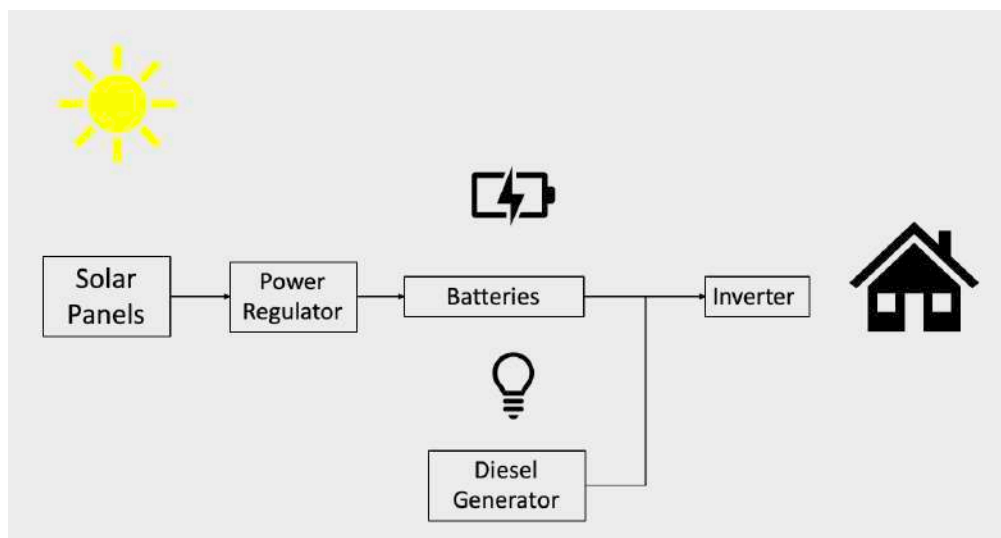 Solar
Panels
Power
Regulator
Batteries
Inverter
Diesel
Generator